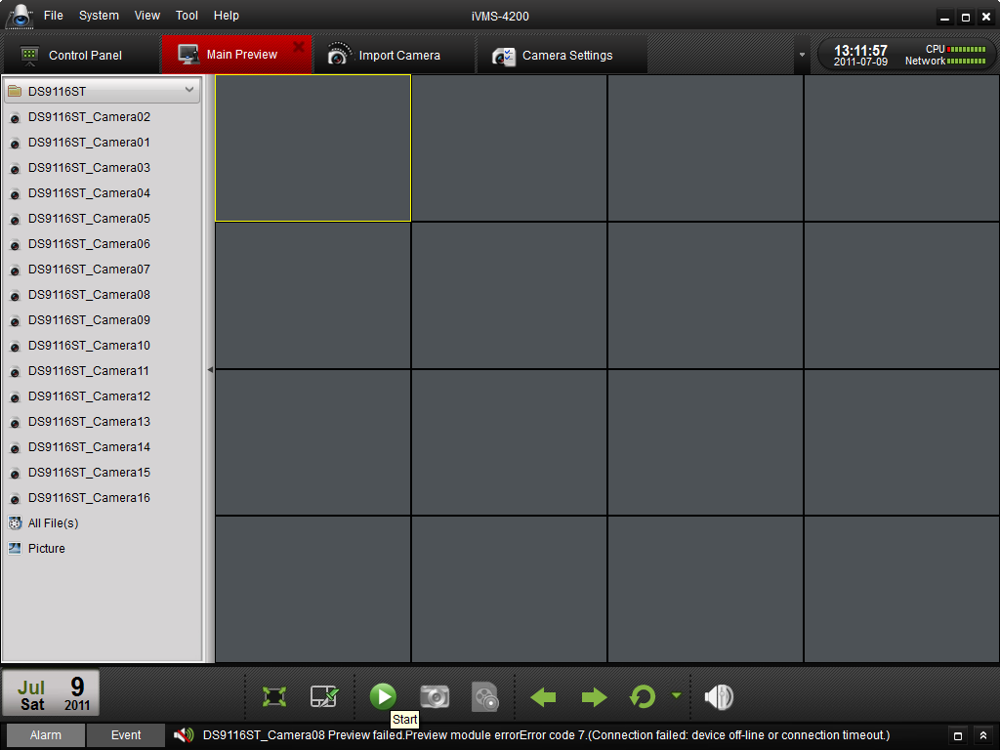 File System View Tool Help iVMS-4200
Control Panel Main Preview Import Camera Camera Settings 13:11:57 CPU
2011-07-09 Network
DS9116ST
DS9116ST_Camera02
DS9116ST_Camera01
DS9116ST_Camera03
DS9116ST_Camera04
DS9116ST_Camera05
DS9116ST_Camera06
DS9116ST_Camera07
DS9116ST_Camera08
DS9116ST_Camera09
DS9116ST_Camera10
DS9116ST_Camera11
DS9116ST_Camera12
DS9116ST_Camera13
DS9116ST_Camera14
DS9116ST_Camera15
DS9116ST_Camera16
All File(s)
Picture
Jul 9
Sat 2011
Start
Alarm Event DS9116ST_Camera08 Preview failed.Preview module errorError code 7.(Connection failed: device off-line or connection timeout.)